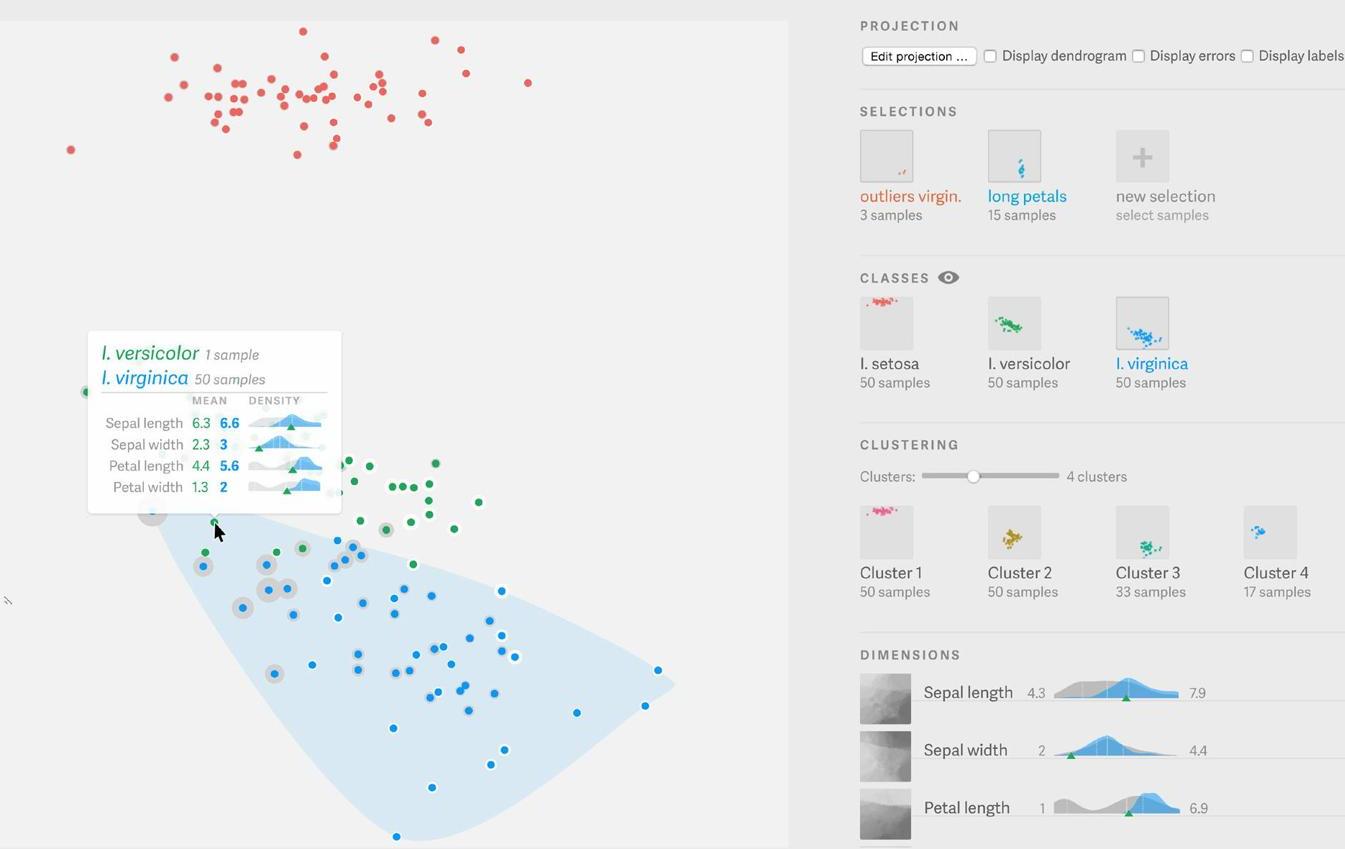 PROJECTION
Edit projection ... Display dendrogram Display errors Display labels
SELECTIONS
outliers virgin. long petals new selection
3 samples 15 samples select samples
CLASSES
I. setosa I. versicolor I. virginica
50 samples 50 samples 50 samples
CLUSTERING
Clusters: 4 clusters
Cluster 1 Cluster 2 Cluster 3 Cluster 4
50 samples 50 samples 33 samples 17 samples
DIMENSIONS
Sepal length 4.3 7.9
Sepal width 2 4.4
Petal length 1 6.9
I. versicolor 1 sample
I. virginica 50 samples
MEAN DENSITY
Sepal length 6.3 6.6
Sepal width 2.3 3
Petal length 4.4 5.6
Petal width 1.3 2